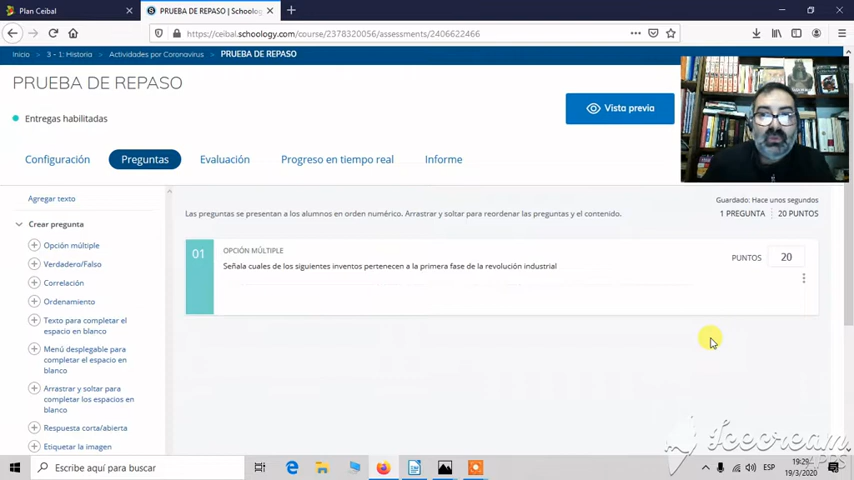 Plan Ceibal
PRUEBA DE REPASO | Schoolog
https://ceibal.schoology.com/course/2378320056/assessments/2406622466
Inicio
3 - 1: Historia
Actividades por Coronavirus
PRUEBA DE REPASO
PRUEBA DE REPASO
Vista previa
Entregas habilitadas
Configuración
Preguntas
Evaluación
Progreso en tiempo real
Informe
Agregar texto
Guardado: Hace unos segundos
Las preguntas se presentan a los alumnos en orden numérico. Arrastrar y soltar para reordenar las preguntas y el contenido.
1 PREGUNTA
20 PUNTOS
Crear pregunta
Opción múltiple
Verdadero/Falso
Correlación
Ordenamiento
Texto para completar el
espacio en blanco
Menú desplegable para
completar el espacio en
blanco
Arrastrar y soltar para
completar los espacios en
blanco
Respuesta corta/abierta
Etiquetar la imagen
01
OPCIÓN MÚLTIPLE
Señala cuales de los siguientes inventos pertenecen a la primera fase de la revolución industrial
PUNTOS
20
Icecream
APPS
Escribe aquí para buscar
ESP
19:29
19/3/2020